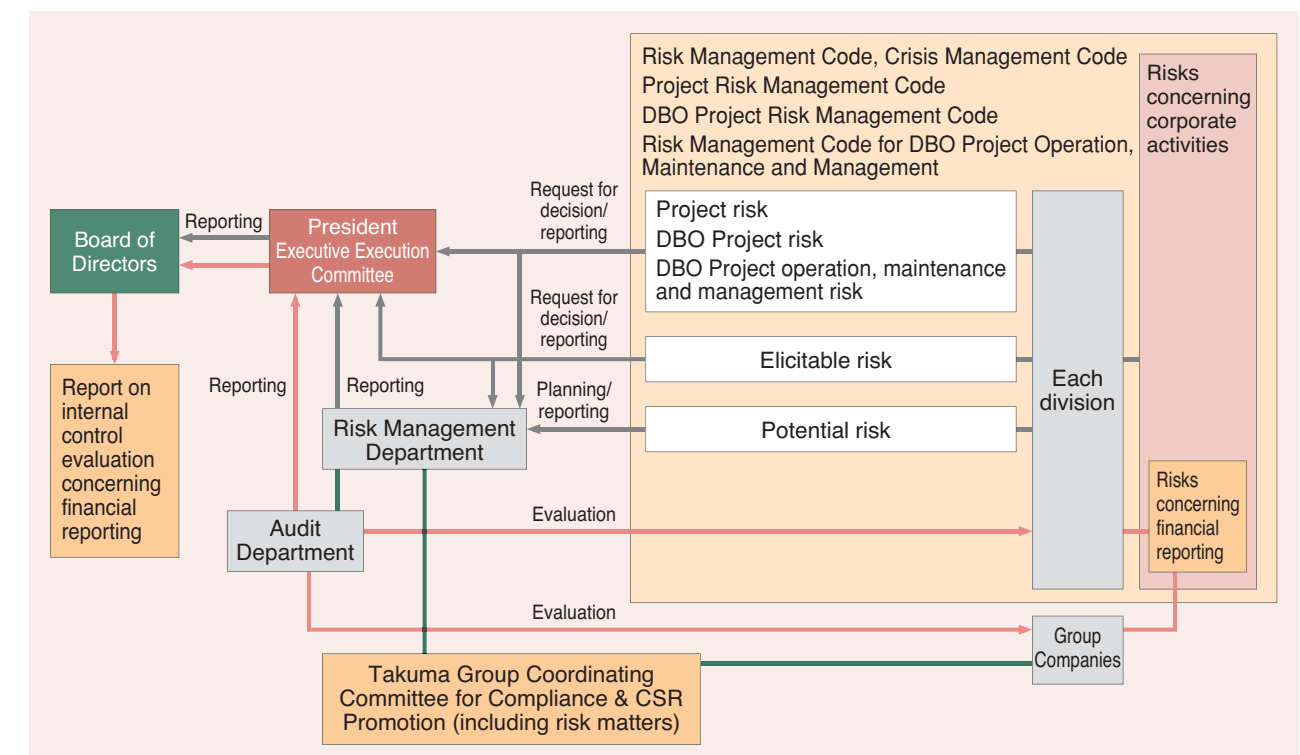 Risk Management Code, Crisis Management Code
Project Risk Management Code
DBO Project Risk Management Code
Risk Management Code for DBO Project Operation,
Maintenance and Management
Risks
concerning
corporate
activities
Board of
Directors
Reporting
President
Executive Execution
Committee
Request for
decision/
reporting
Project risk
DBO Project risk
DBO Project operation, maintenance
and management risk
Request for
decision/
reporting
Elicitable risk
Each
division
Report on
internal
control
evaluation
concerning
financial
reporting
Reporting
Reporting
Planning/
reporting
Potential risk
Risk Management
Department
Risks
concerning
financial
reporting
Audit
Department
Evaluation
Evaluation
Group
Companies
Takuma Group Coordinating
Committee for Compliance & CSR
Promotion (including risk matters)